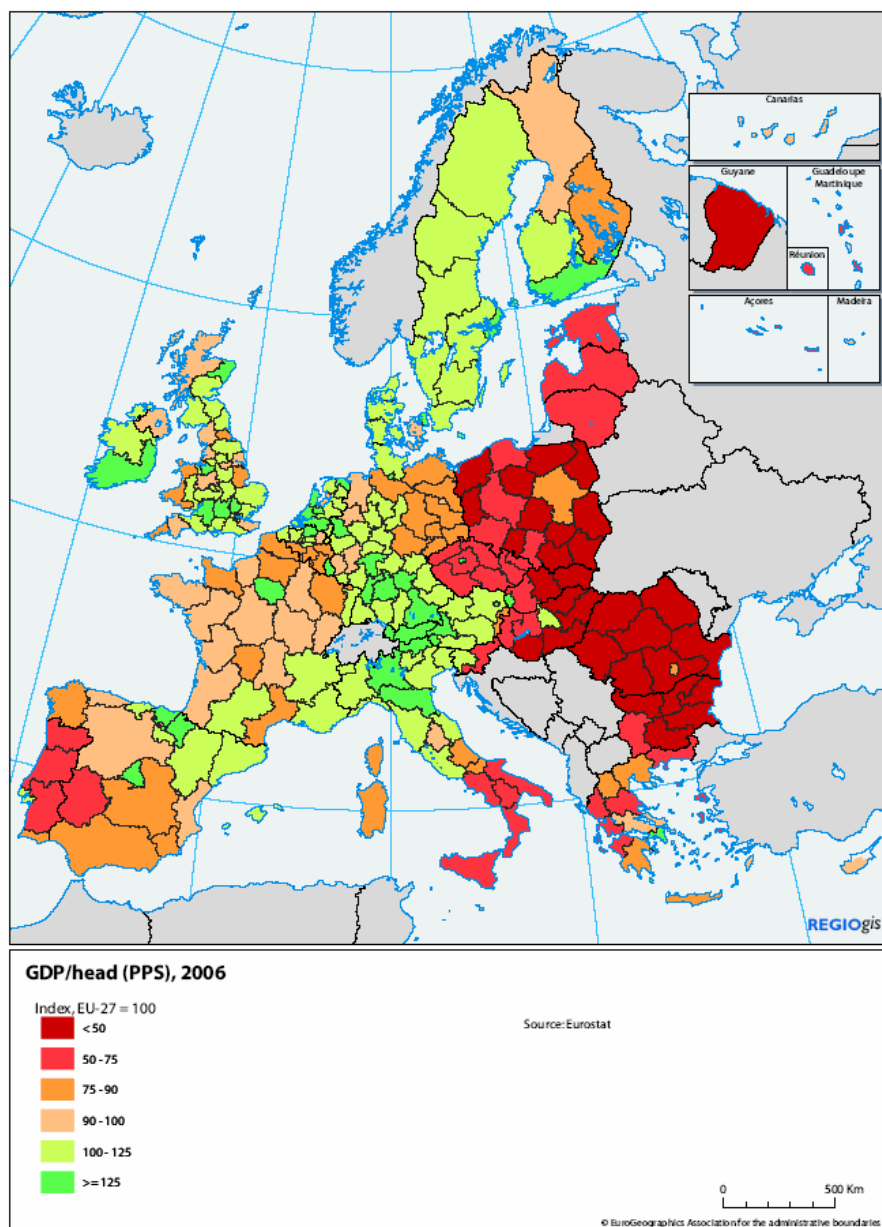 Canarias
Guyane
Guadeloupe
Martinique
Réunion
Açores
Madeira
REGIOgis
GDP/head (PPS), 2006
Index, EU-27 = 100
< 50
50 - 75
75 - 90
90 - 100
100 - 125
>= 125
Source: Eurostat
0 500 Km
© EuroGeographics Association for the administrative boundaries